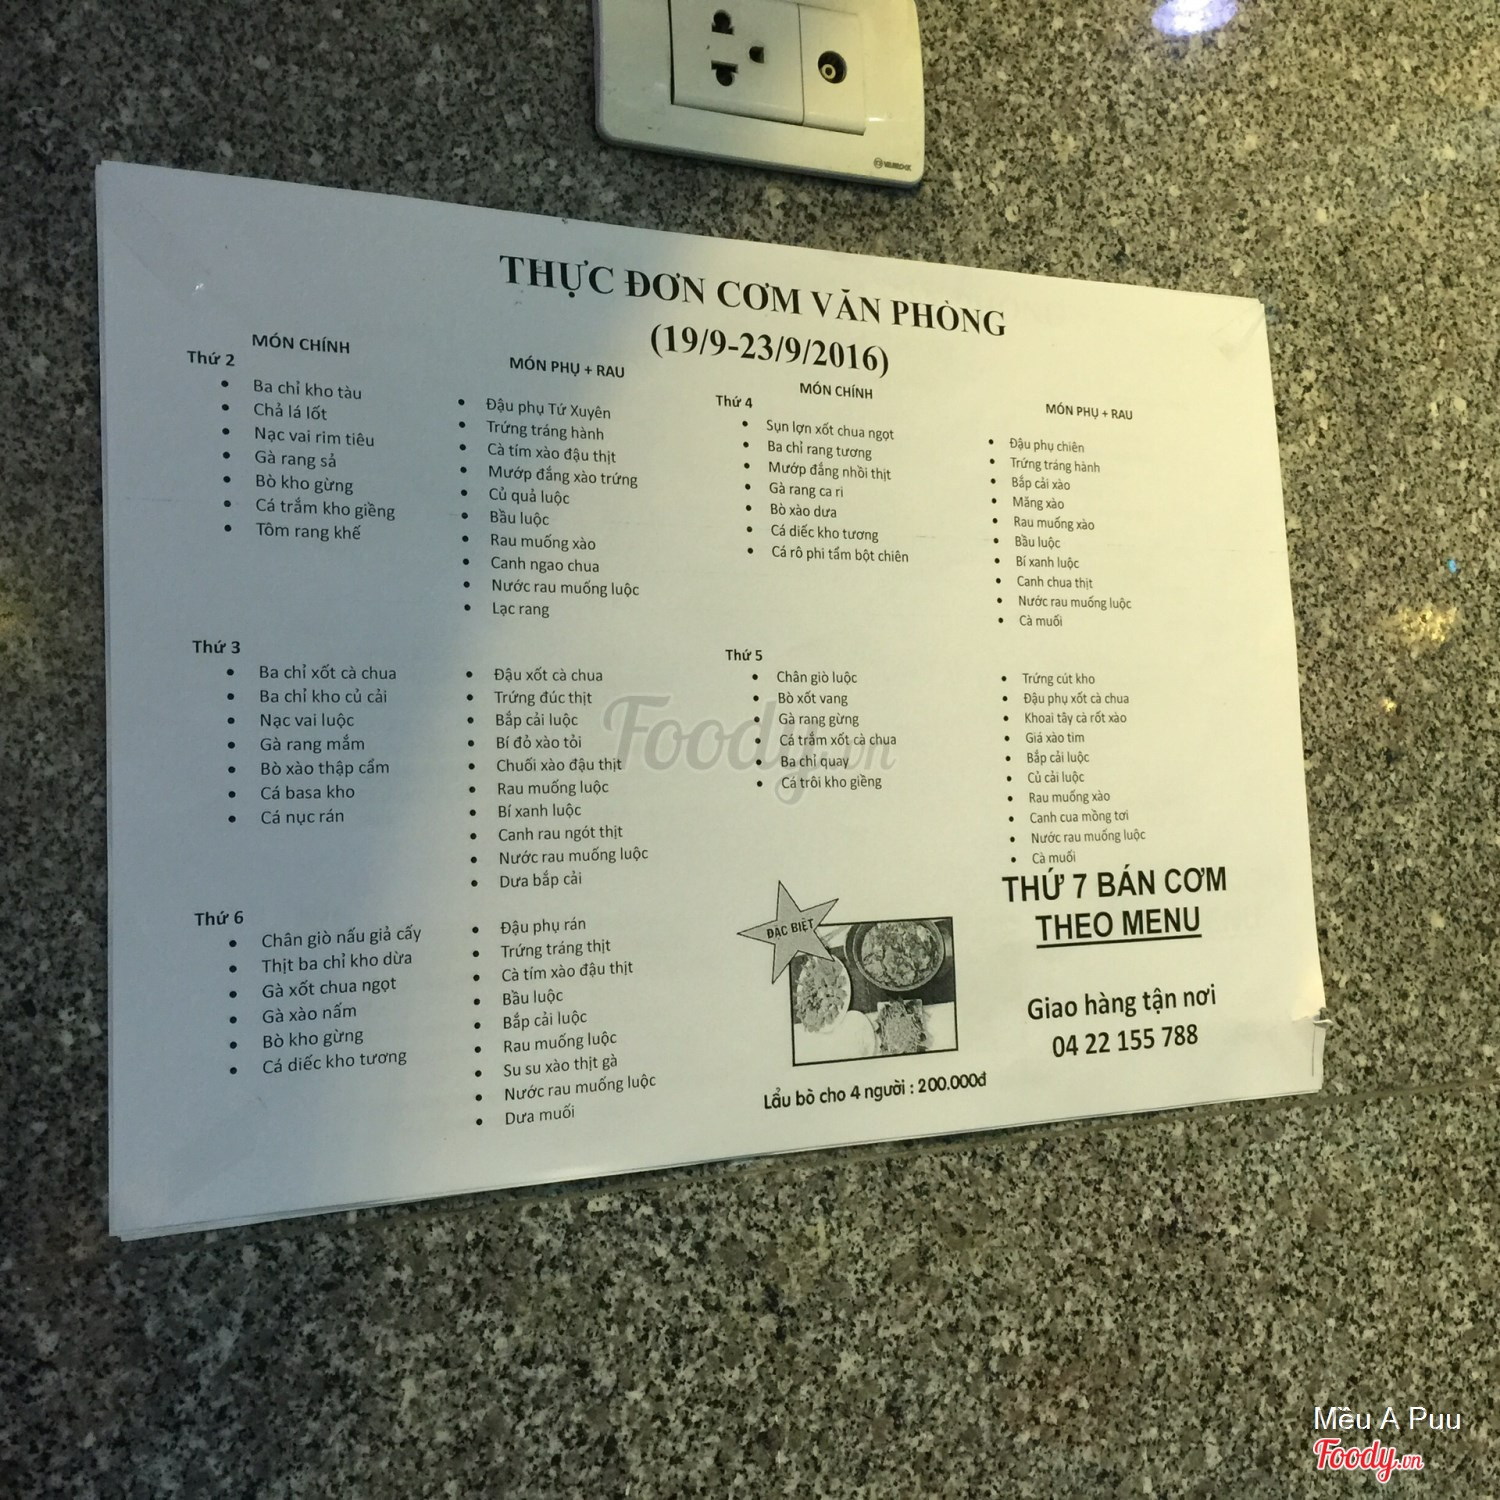 THỰC ĐƠN CƠM VĂN PHÒNG
(19/9-23/9/2016)
MÓN CHÍNH
Thứ 2
Ba chỉ kho tàu
Chả lá lốt
Nạc vai rim tiêu
Gà rang sả
Bò kho gừng
Cá trắm kho giềng
Tôm rang khế
MÓN PHỤ + RAU
Đậu phụ Tứ Xuyên
Trứng tráng hành
Cà tím xào đậu thịt
Mướp đắng xào trứng
Củ quả luộc
Bầu luộc
Rau muống xào
Canh ngao chua
Nước rau muống luộc
Lạc rang
Thứ 3
Ba chỉ xốt cà chua
Ba chỉ kho củ cải
Nạc vai luộc
Gà rang mắm
Bò xào thập cẩm
Cá basa kho
Cá nục rán
Đậu xốt cà chua
Trứng đúc thịt
Bắp cải luộc
Bí đỏ xào tỏi
Chuối xào đậu thịt
Rau muống luộc
Bí xanh luộc
Canh rau ngót thịt
Nước rau muống luộc
Dưa bắp cải
Thứ 6
Chân giò nấu giả cầy
Thịt ba chỉ kho dừa
Gà xốt chua ngọt
Gà xào nấm
Bò kho gừng
Cá diếc kho tương
Đậu phụ rán
Trứng tráng thịt
Cà tím xào đậu thịt
Bầu luộc
Bắp cải luộc
Rau muống luộc
Su su xào thịt gà
Nước rau muống luộc
Dưa muối
MÓN CHÍNH
Thứ 4
Sụn lợn xốt chua ngọt
Ba chỉ rang tương
Mướp đắng nhồi thịt
Gà rang ca ri
Bò xào dưa
Cá diếc kho tương
Cá rô phi tẩm bột chiên
MÓN PHỤ + RAU
Đậu phụ chiên
Trứng tráng hành
Bắp cải xào
Măng xào
Rau muống xào
Bầu luộc
Bí xanh luộc
Canh chua thịt
Nước rau muống luộc
Cà muối
Thứ 5
Chân giò luộc
Bò xốt vang
Gà rang gừng
Cá trắm xốt cà chua
Ba chỉ quay
Cá trôi kho giềng
Trứng cút kho
Đậu phụ xốt cà chua
Khoai tây cà rốt xào
Giá xào tim
Bắp cải luộc
Củ cải luộc
Rau muống xào
Canh cua mồng tơi
Nước rau muống luộc
Cà muối
THỨ 7 BÁN CƠM
THEO MENU
ĐẶC BIỆT
Giao hàng tận nơi
04 22 155 788
Lẩu bò cho 4 người : 200.000đ
Foody.vn
Mều A Puu
Foody.vn